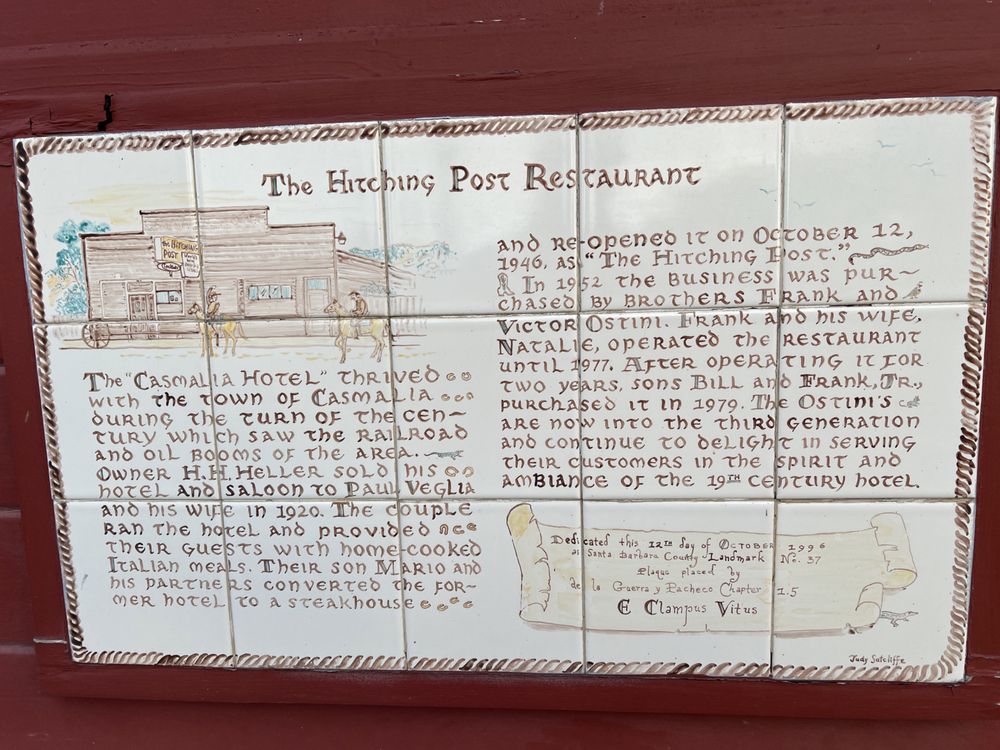 The Hitching Post Restaurant
The Hitching
Post
The "Casmalia Hotel" thrived
with the town of Casmalia
during the turn of the cen-
tury which saw the railroad
and oil booms of the area.
Owner H.H. Heller sold his
hotel and saloon to Paul Veglia
and his wife in 1920. The couple
ran the hotel and provided
their guests with home-cooked
Italian meals. Their son Mario and
his partners converted the for-
mer hotel to a steakhouse
and re-opened it on October 12,
1946, as "The Hitching Post."
In 1952 the business was pur-
chased by brothers Frank and
Victor Ostini. Frank and his wife,
Natalie, operated the restaurant
until 1977. After operating it for
two years, sons Bill and Frank, Jr.,
purchased it in 1979. The Ostini's
are now into the third generation
and continue to delight in serving
their customers in the spirit and
ambiance of the 19TH Century hotel.
Dedicated this 12TH day of October 1996
as Santa Barbara County Landmark No. 37
Plaque placed by
de la Guerra y Pacheco Chapter 1.5
E Clampus Vitus
Judy Sutcliffe